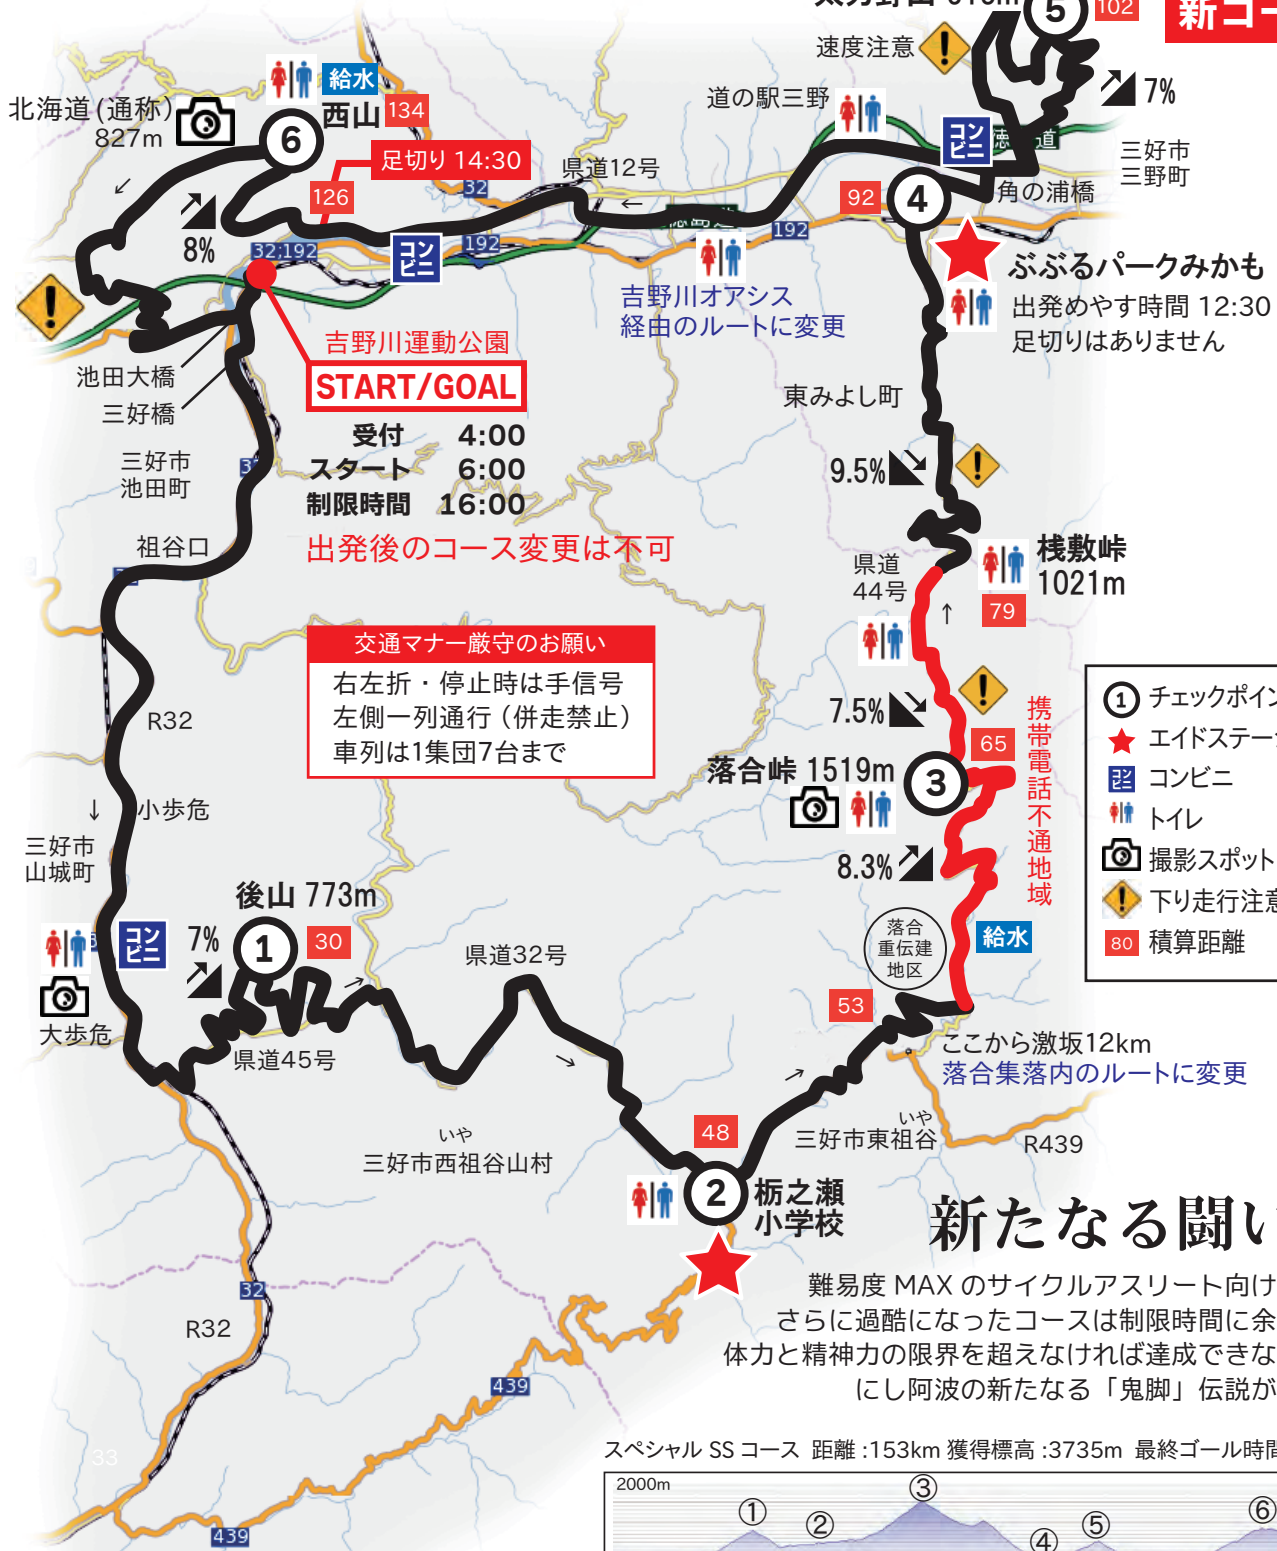 5
102
新コ
速度注意
7%
道の駅三野
コン
ビニ
三好市
三野町
角の浦橋
給水
西山
134
北海道(通称)
827m
6
足切り 14:30
126
8%
32
県道12号
←
92
4
192
192
32,192
コン
ビニ
吉野川オアシス
経由のルートに変更
ぶぶるパークみかも
出発めやす時間 12:30
足切りはありません
吉野川運動公園
START/GOAL
受付 4:00
スタート 6:00
制限時間 16:00
出発後のコース変更は不可
池田大橋
三好橋
三好市
池田町
祖谷口
東みよし町
9.5%
桟敷峠
1021m
79
県道
44号
交通マナー厳守のお願い
右左折・停止時は手信号
左側一列通行(併走禁止)
車列は1集団7台まで
R32
小歩危
三好市
山城町
7.5%
65
落合峠 1519m
3
携帯電話不通地域
8.3%
落合
重伝建
地区
給水
1 チェックポイン
エイドステー
コンビニ コンビニ
トイレ
撮影スポット
下り走行注意
80 積算距離
後山 773m
コン
ビニ
7%
1
30
大歩危
県道45号
県道32号
53
ここから激坂12km
落合集落内のルートに変更
いや
三好市西祖谷山村
48
いや
三好市東祖谷
R439
2
栃之瀬
小学校
32
R32
439
439
33
新たなる闘い
難易度 MAX のサイクルアスリート向け
さらに過酷になったコースは制限時間に余
体力と精神力の限界を超えなければ達成できな
にし阿波の新たなる「鬼脚」伝説が
スペシャル SS コース 距離 :153km 獲得標高 :3735m 最終ゴール時間
2000m
① ② ③ ④ ⑤ ⑥